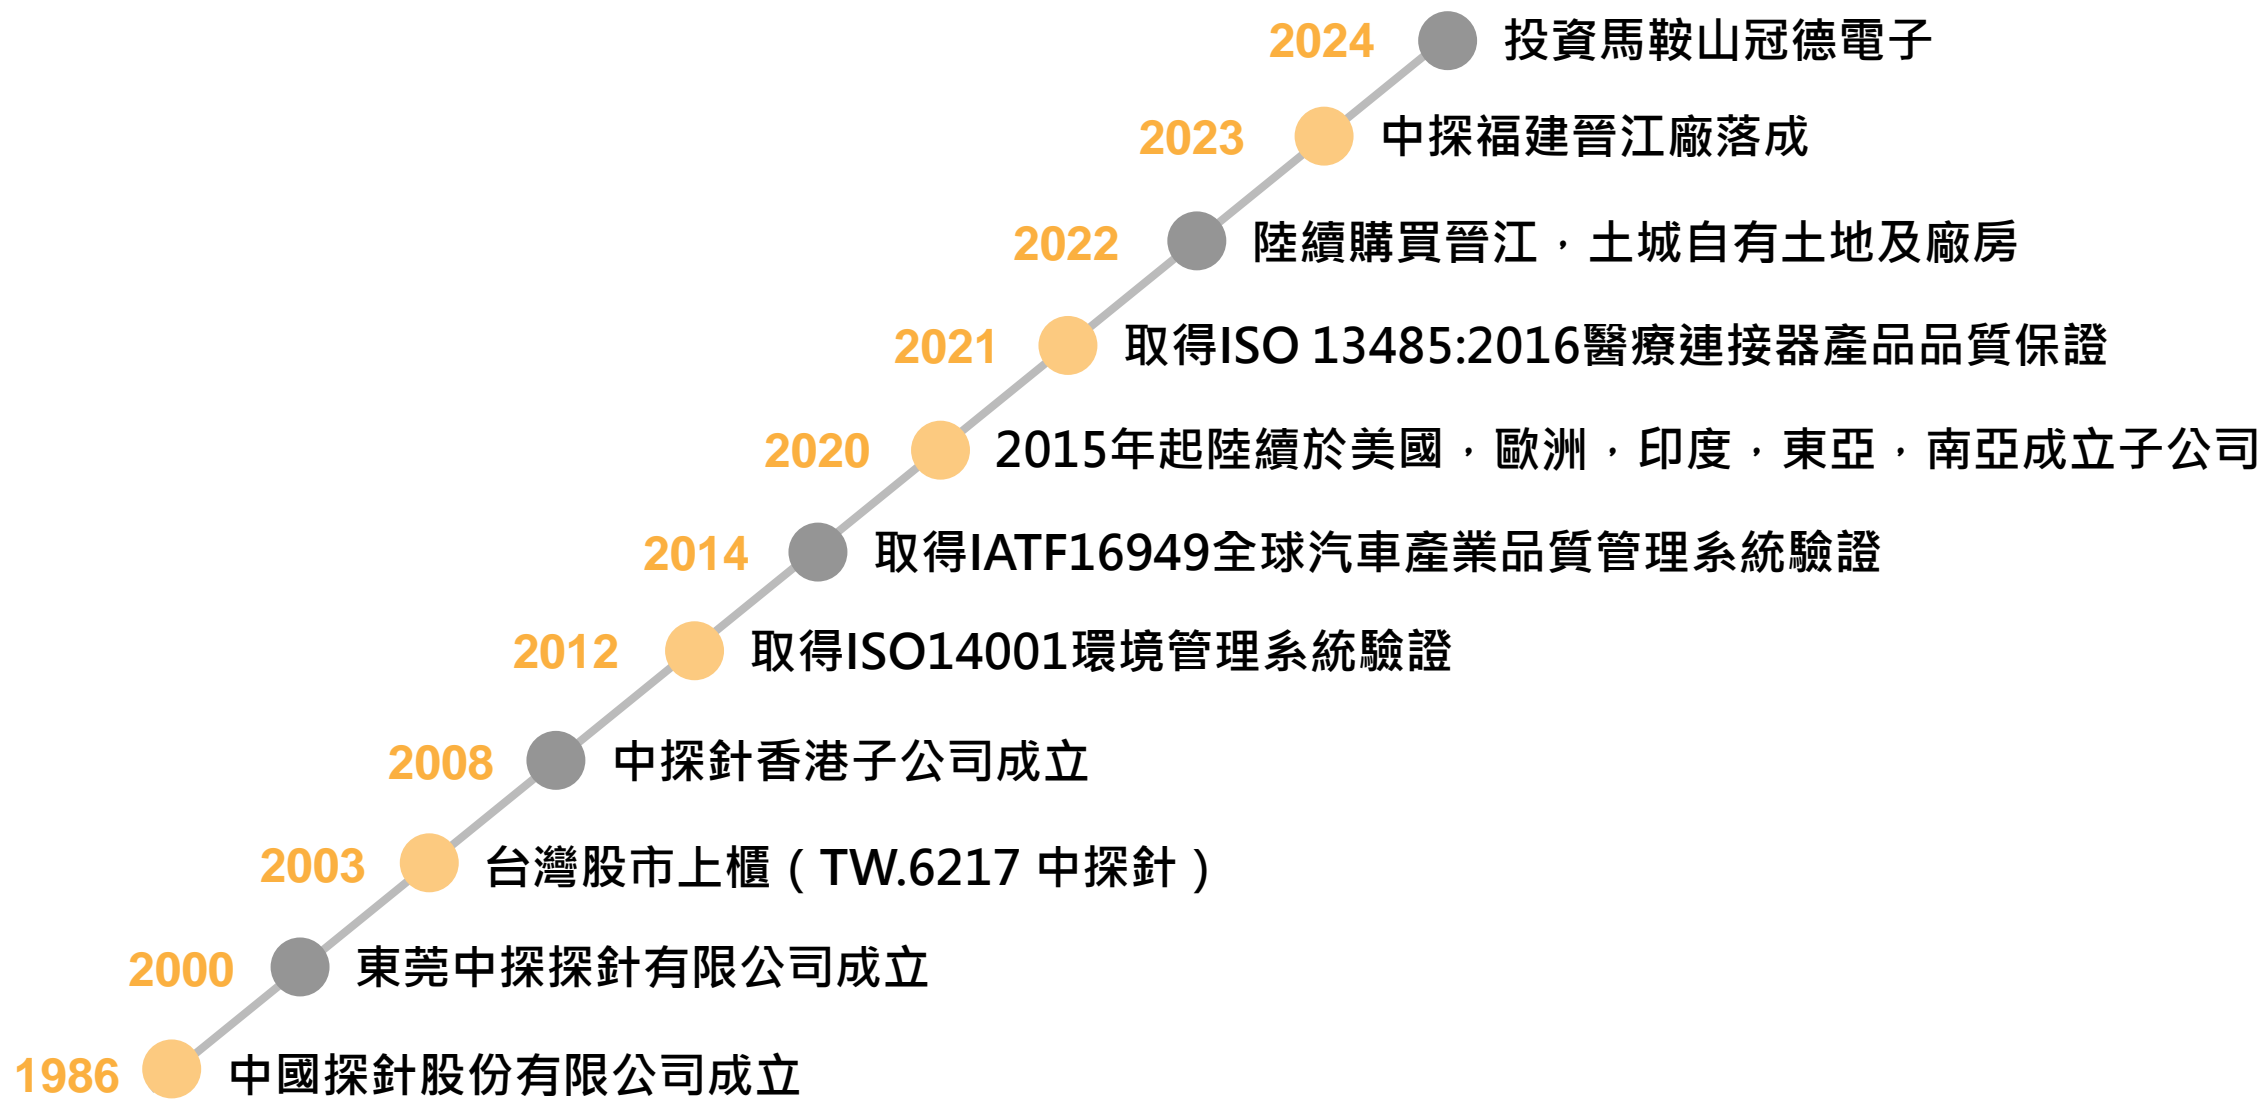 2024 投資馬鞍山冠德電子
2023 中探福建晉江廠落成
2022 陸續購買晉江，土城自有土地及廠房
2021 取得ISO 13485:2016醫療連接器產品品質保證
2020 2015年起陸續於美國，歐洲，印度，東亞，南亞成立子公司
2014 取得IATF16949全球汽車產業品質管理系統驗證
2012 取得ISO14001環境管理系統驗證
2008 中探針香港子公司成立
2003 台灣股市上櫃（TW.6217 中探針）
2000 東莞中探探針有限公司成立
1986 中國探針股份有限公司成立